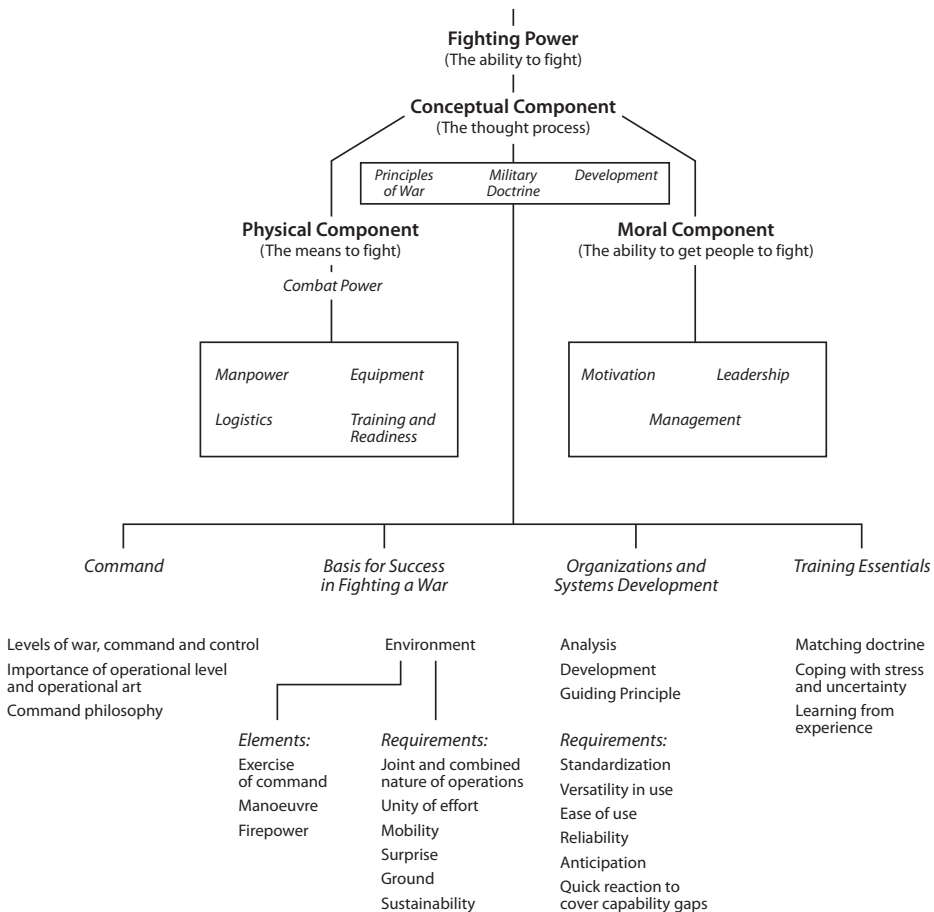 Fighting Power
(The ability to fight)
Conceptual Component
(The thought process)
Principles
of War
Military
Doctrine
Development
Physical Component
(The means to fight)
Combat Power
Moral Component
(The ability to get people to fight)
Manpower
Equipment
Logistics
Training and
Readiness
Motivation
Leadership
Management
Command
Levels of war, command and control
Importance of operational level
and operational art
Command philosophy
Basis for Success
in Fighting a War
Environment
Elements:
Exercise
of command
Manoeuvre
Firepower
Requirements:
Joint and combined
nature of operations
Unity of effort
Mobility
Surprise
Ground
Sustainability
Organizations and
Systems Development
Analysis
Development
Guiding Principle
Requirements:
Standardization
Versatility in use
Ease of use
Reliability
Anticipation
Quick reaction to
cover capability gaps
Training Essentials
Matching doctrine
Coping with stress
and uncertainty
Learning from
experience